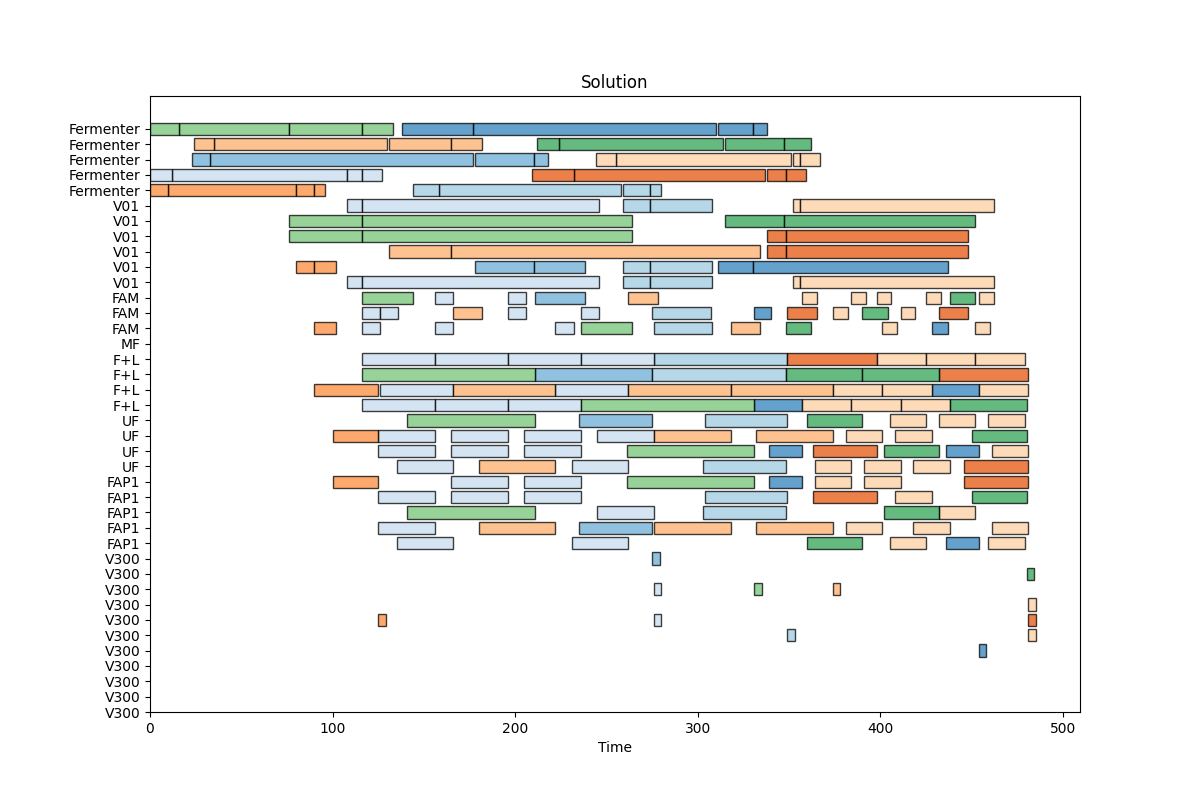 Solution
Fermenter
Fermenter
Fermenter
Fermenter
Fermenter
V01
V01
V01
V01
V01
V01
FAM
FAM
FAM
MF
F+L
F+L
F+L
F+L
UF
UF
UF
UF
FAP1
FAP1
FAP1
FAP1
FAP1
V300
V300
V300
V300
V300
V300
V300
V300
V300
V300
V300
0 100 200 300 400 500
Time